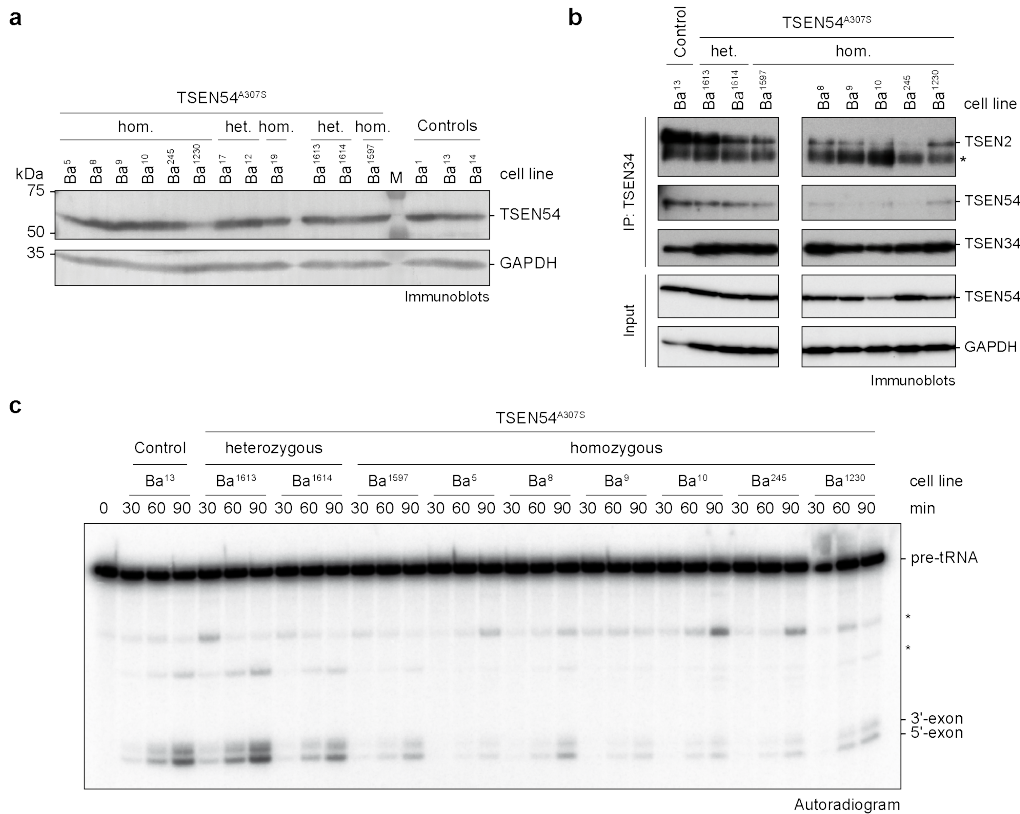 a
TSEN54A307S
hom. het. hom. het. hom. Controls
kDa Ba5 Ba8 Ba9 Ba10 Ba245 Ba1230 Ba17 Ba12 Ba19 Ba1613 Ba1614 Ba1597 M Ba1 Ba13 Ba14 cell line
75
TSEN54
50
35
GAPDH
Immunoblots
b
Control TSEN54A307S
het. hom.
Ba13 Ba1613 Ba1614 Ba1597 Ba8 Ba9 Ba10 Ba245 Ba1230 cell line
IP: TSEN34
TSEN2
*
TSEN54
TSEN34
Input
TSEN54
GAPDH
Immunoblots
c
TSEN54A307S
Control heterozygous homozygous
Ba13 Ba1613 Ba1614 Ba1597 Ba5 Ba8 Ba9 Ba10 Ba245 Ba1230 cell line
0 30 60 90 30 60 90 30 60 90 30 60 90 30 60 90 30 60 90 30 60 90 30 60 90 30 60 90 30 60 90 min
pre-tRNA
*
*
3'-exon
5'-exon
Autoradiogram